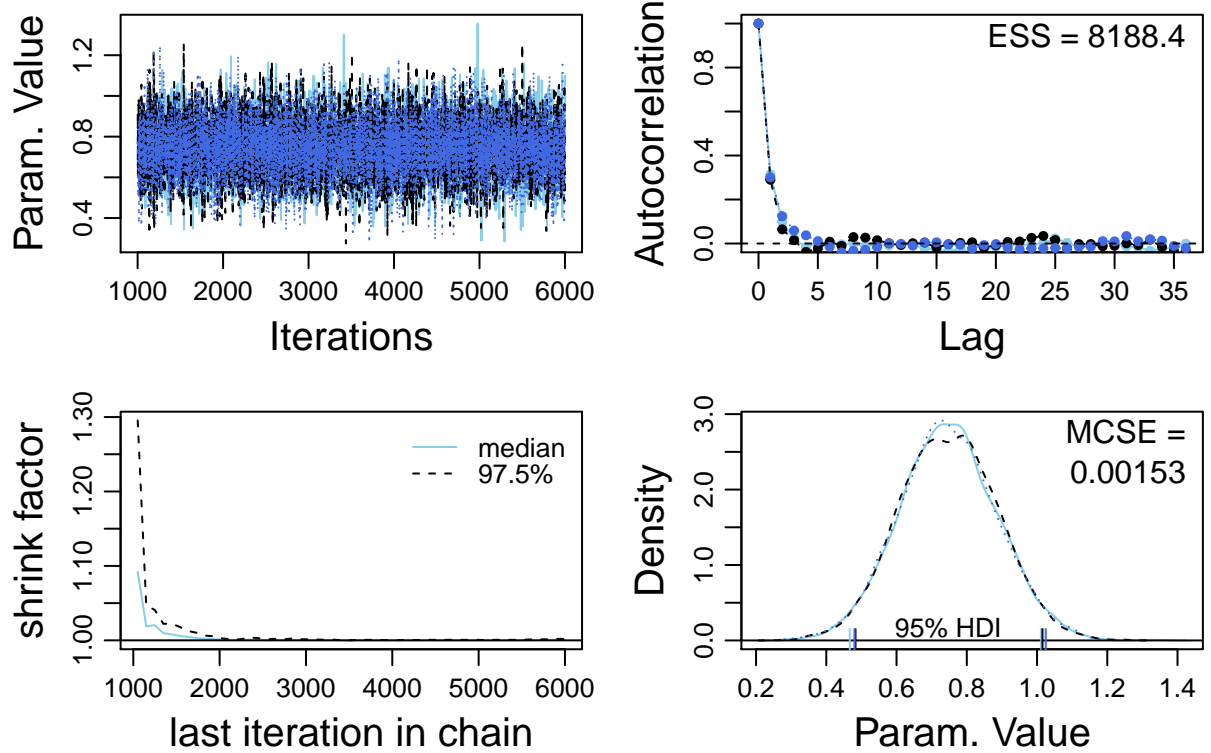 Param. Value
0.4 0.8 1.2
1000 2000 3000 4000 5000 6000
Iterations
Autocorrelation
0.0 0.4 0.8
ESS = 8188.4
0 5 10 15 20 25 30 35
Lag
shrink factor
1.00 1.10 1.20 1.30
median
97.5%
1000 2000 3000 4000 5000 6000
last iteration in chain
Density
0.0 1.0 2.0 3.0
MCSE =
0.00153
95% HDI
0.2 0.4 0.6 0.8 1.0 1.2 1.4
Param. Value